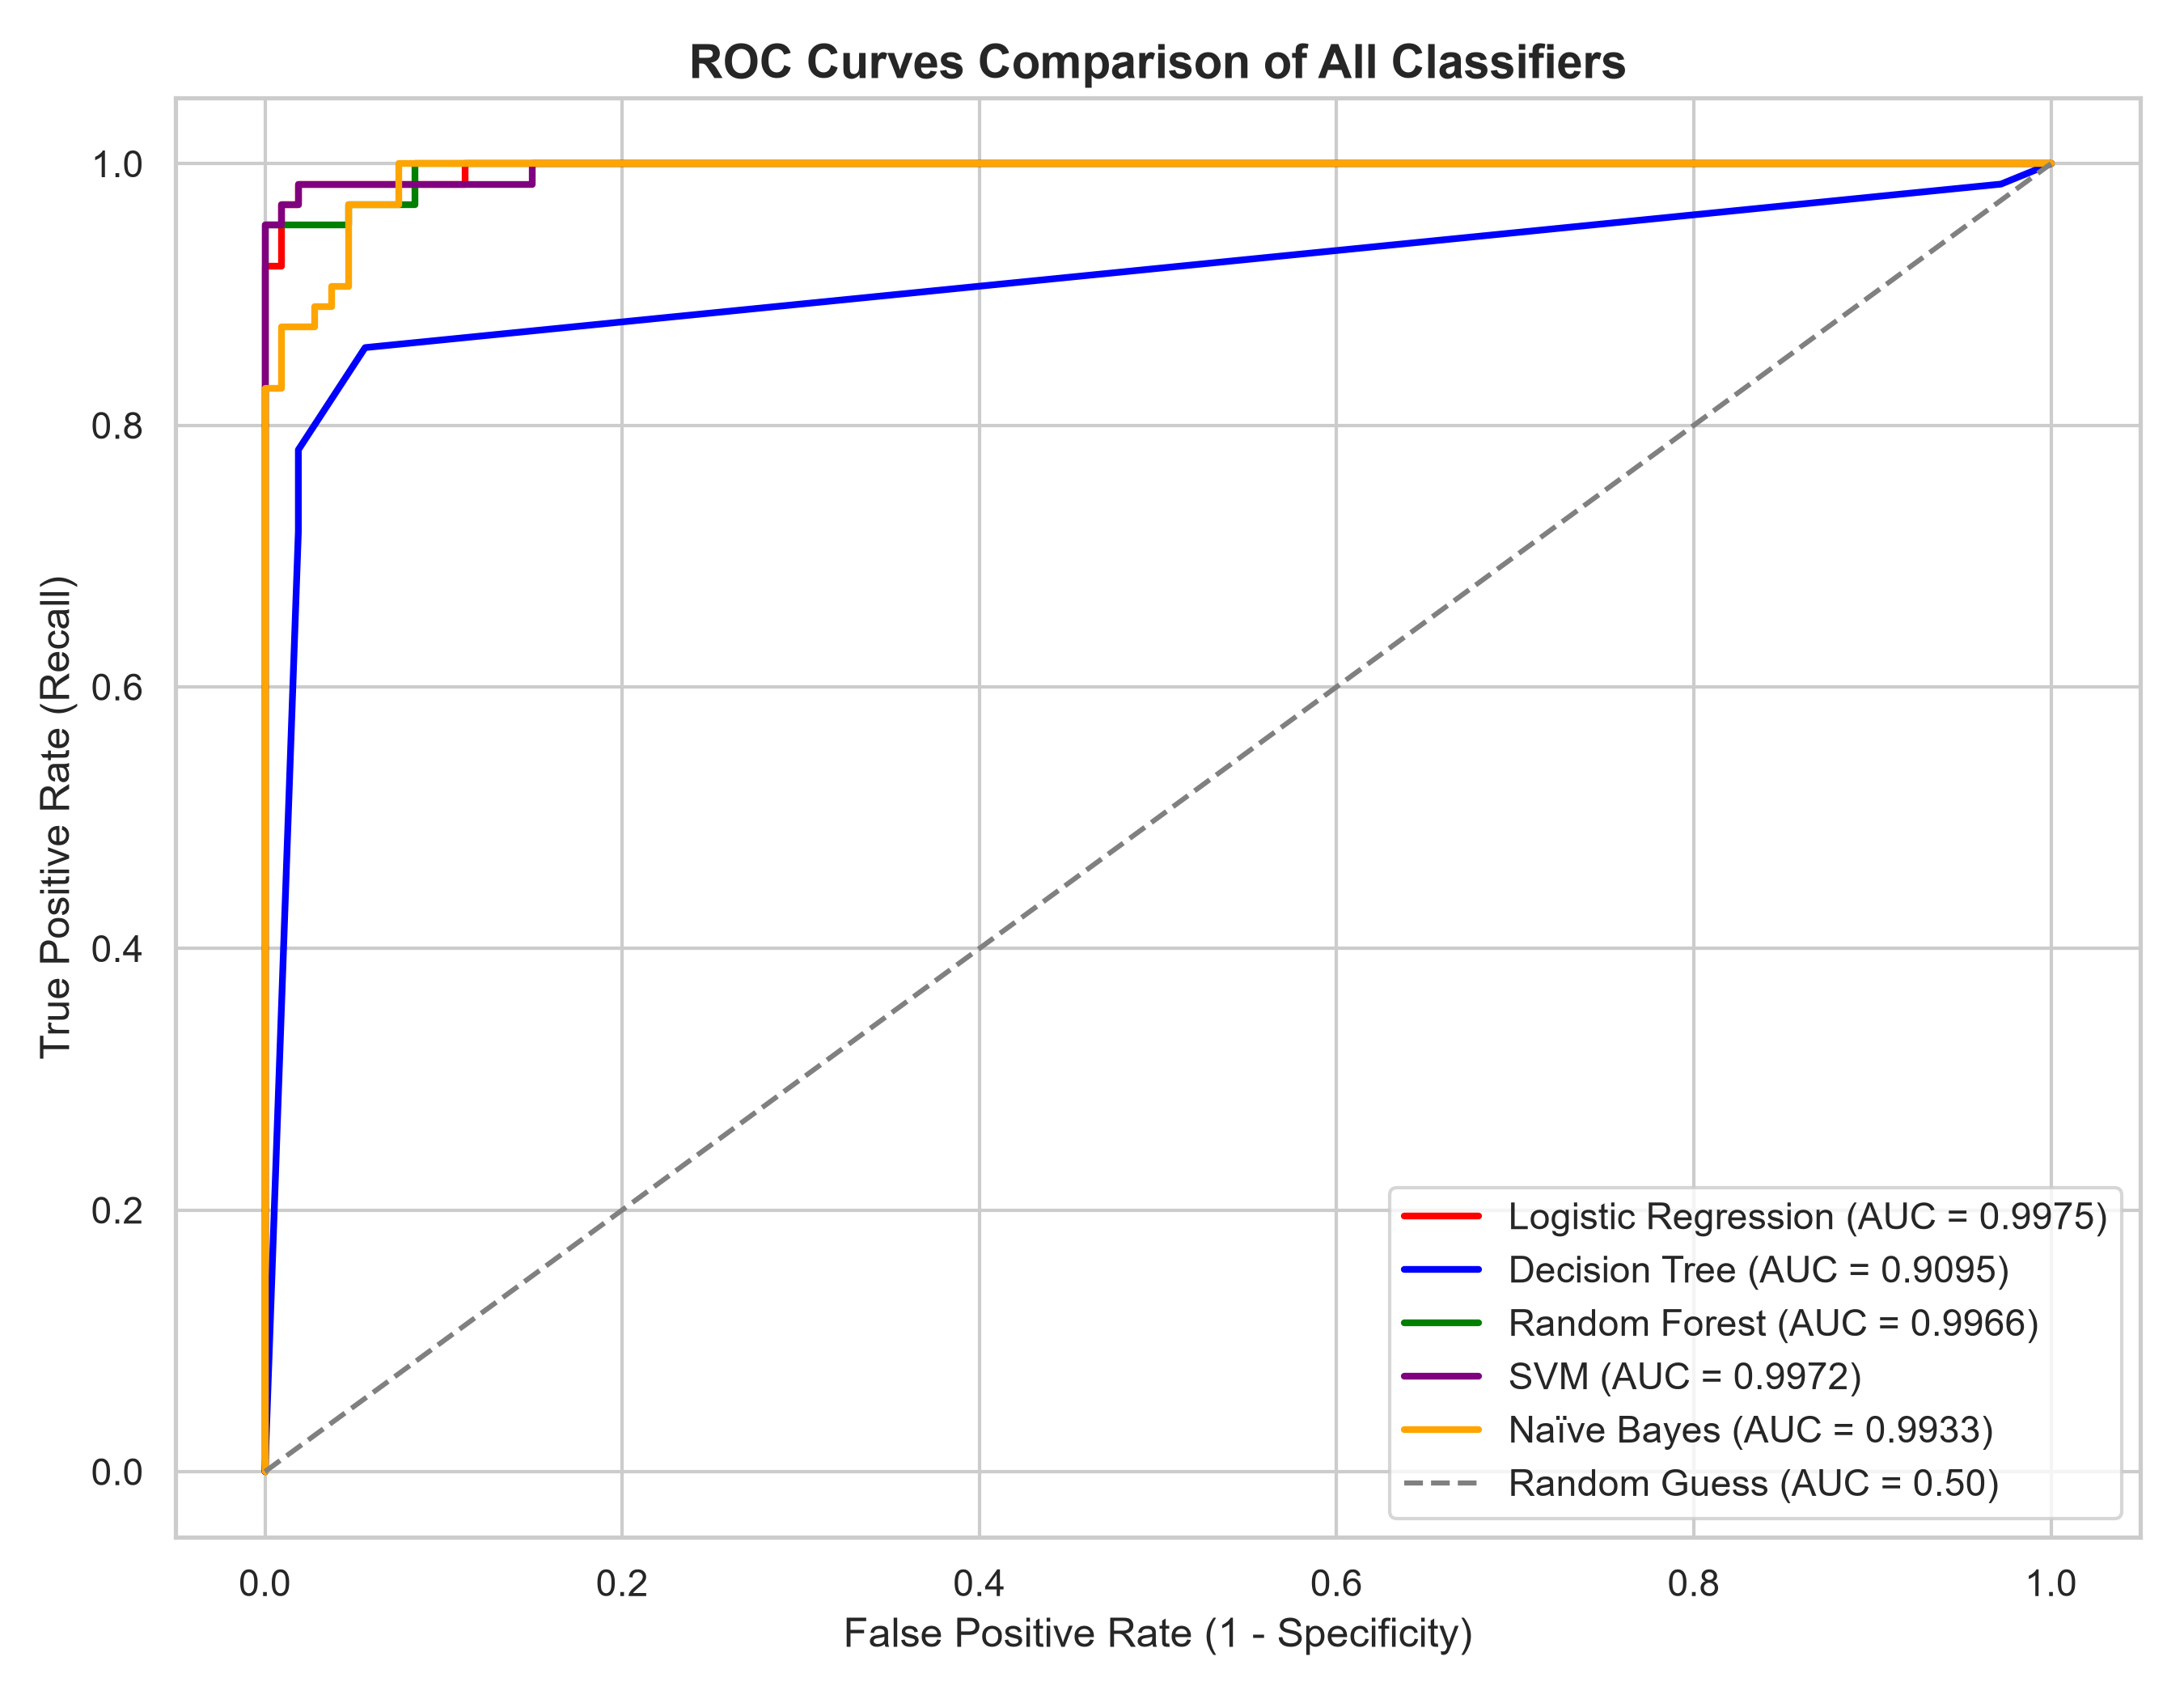 ROC Curves Comparison of All Classifiers
1.0
0.8
0.6
0.4
0.2
0.0
True Positive Rate (Recall)
Logistic Regression (AUC = 0.9975)
Decision Tree (AUC = 0.9095)
Random Forest (AUC = 0.9966)
SVM (AUC = 0.9972)
Naïve Bayes (AUC = 0.9933)
Random Guess (AUC = 0.50)
0.0 0.2 0.4 0.6 0.8 1.0
False Positive Rate (1 - Specificity)